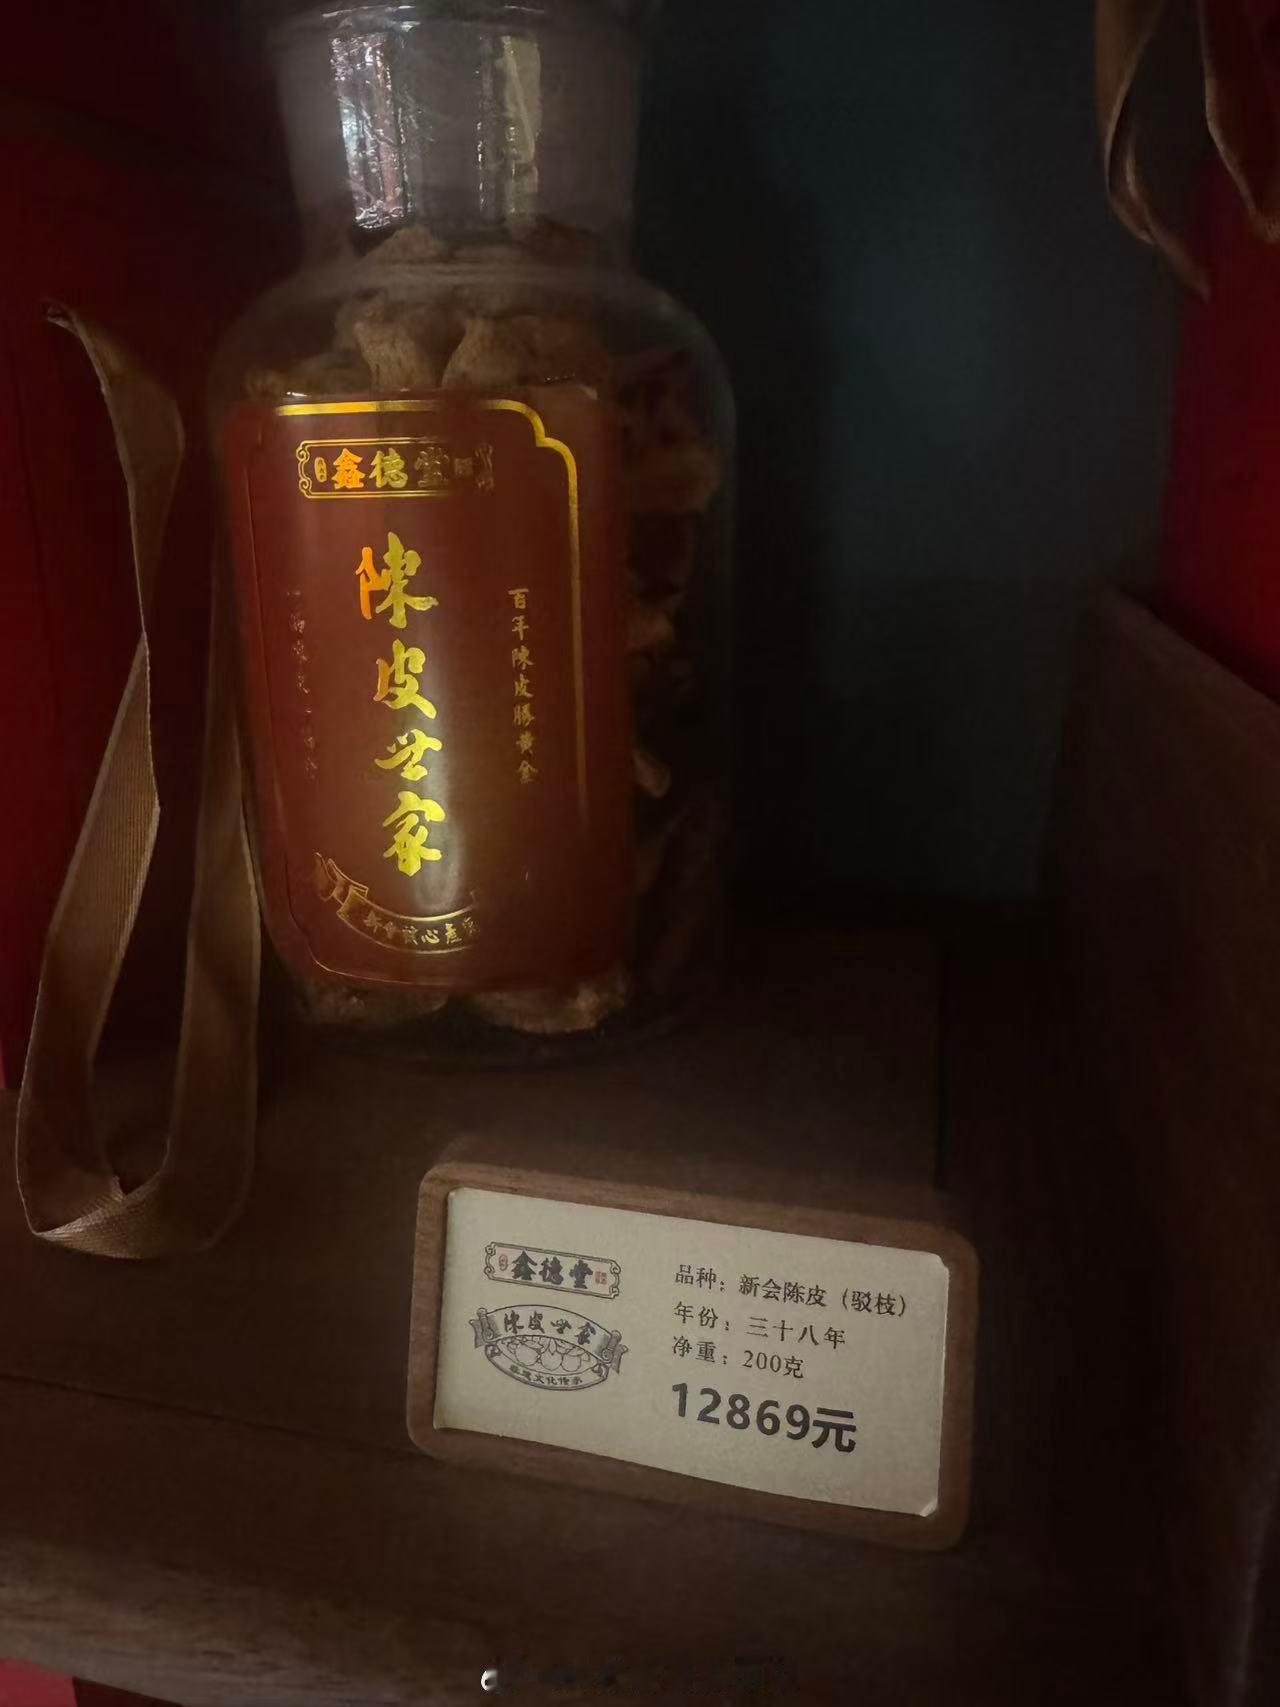 鑫德堂
陳皮世家
百年陳皮勝黃金
鑫德堂
陳皮世家
品种：新会陈皮（驳枝）
年份：三十八年
净重：200克
12869元